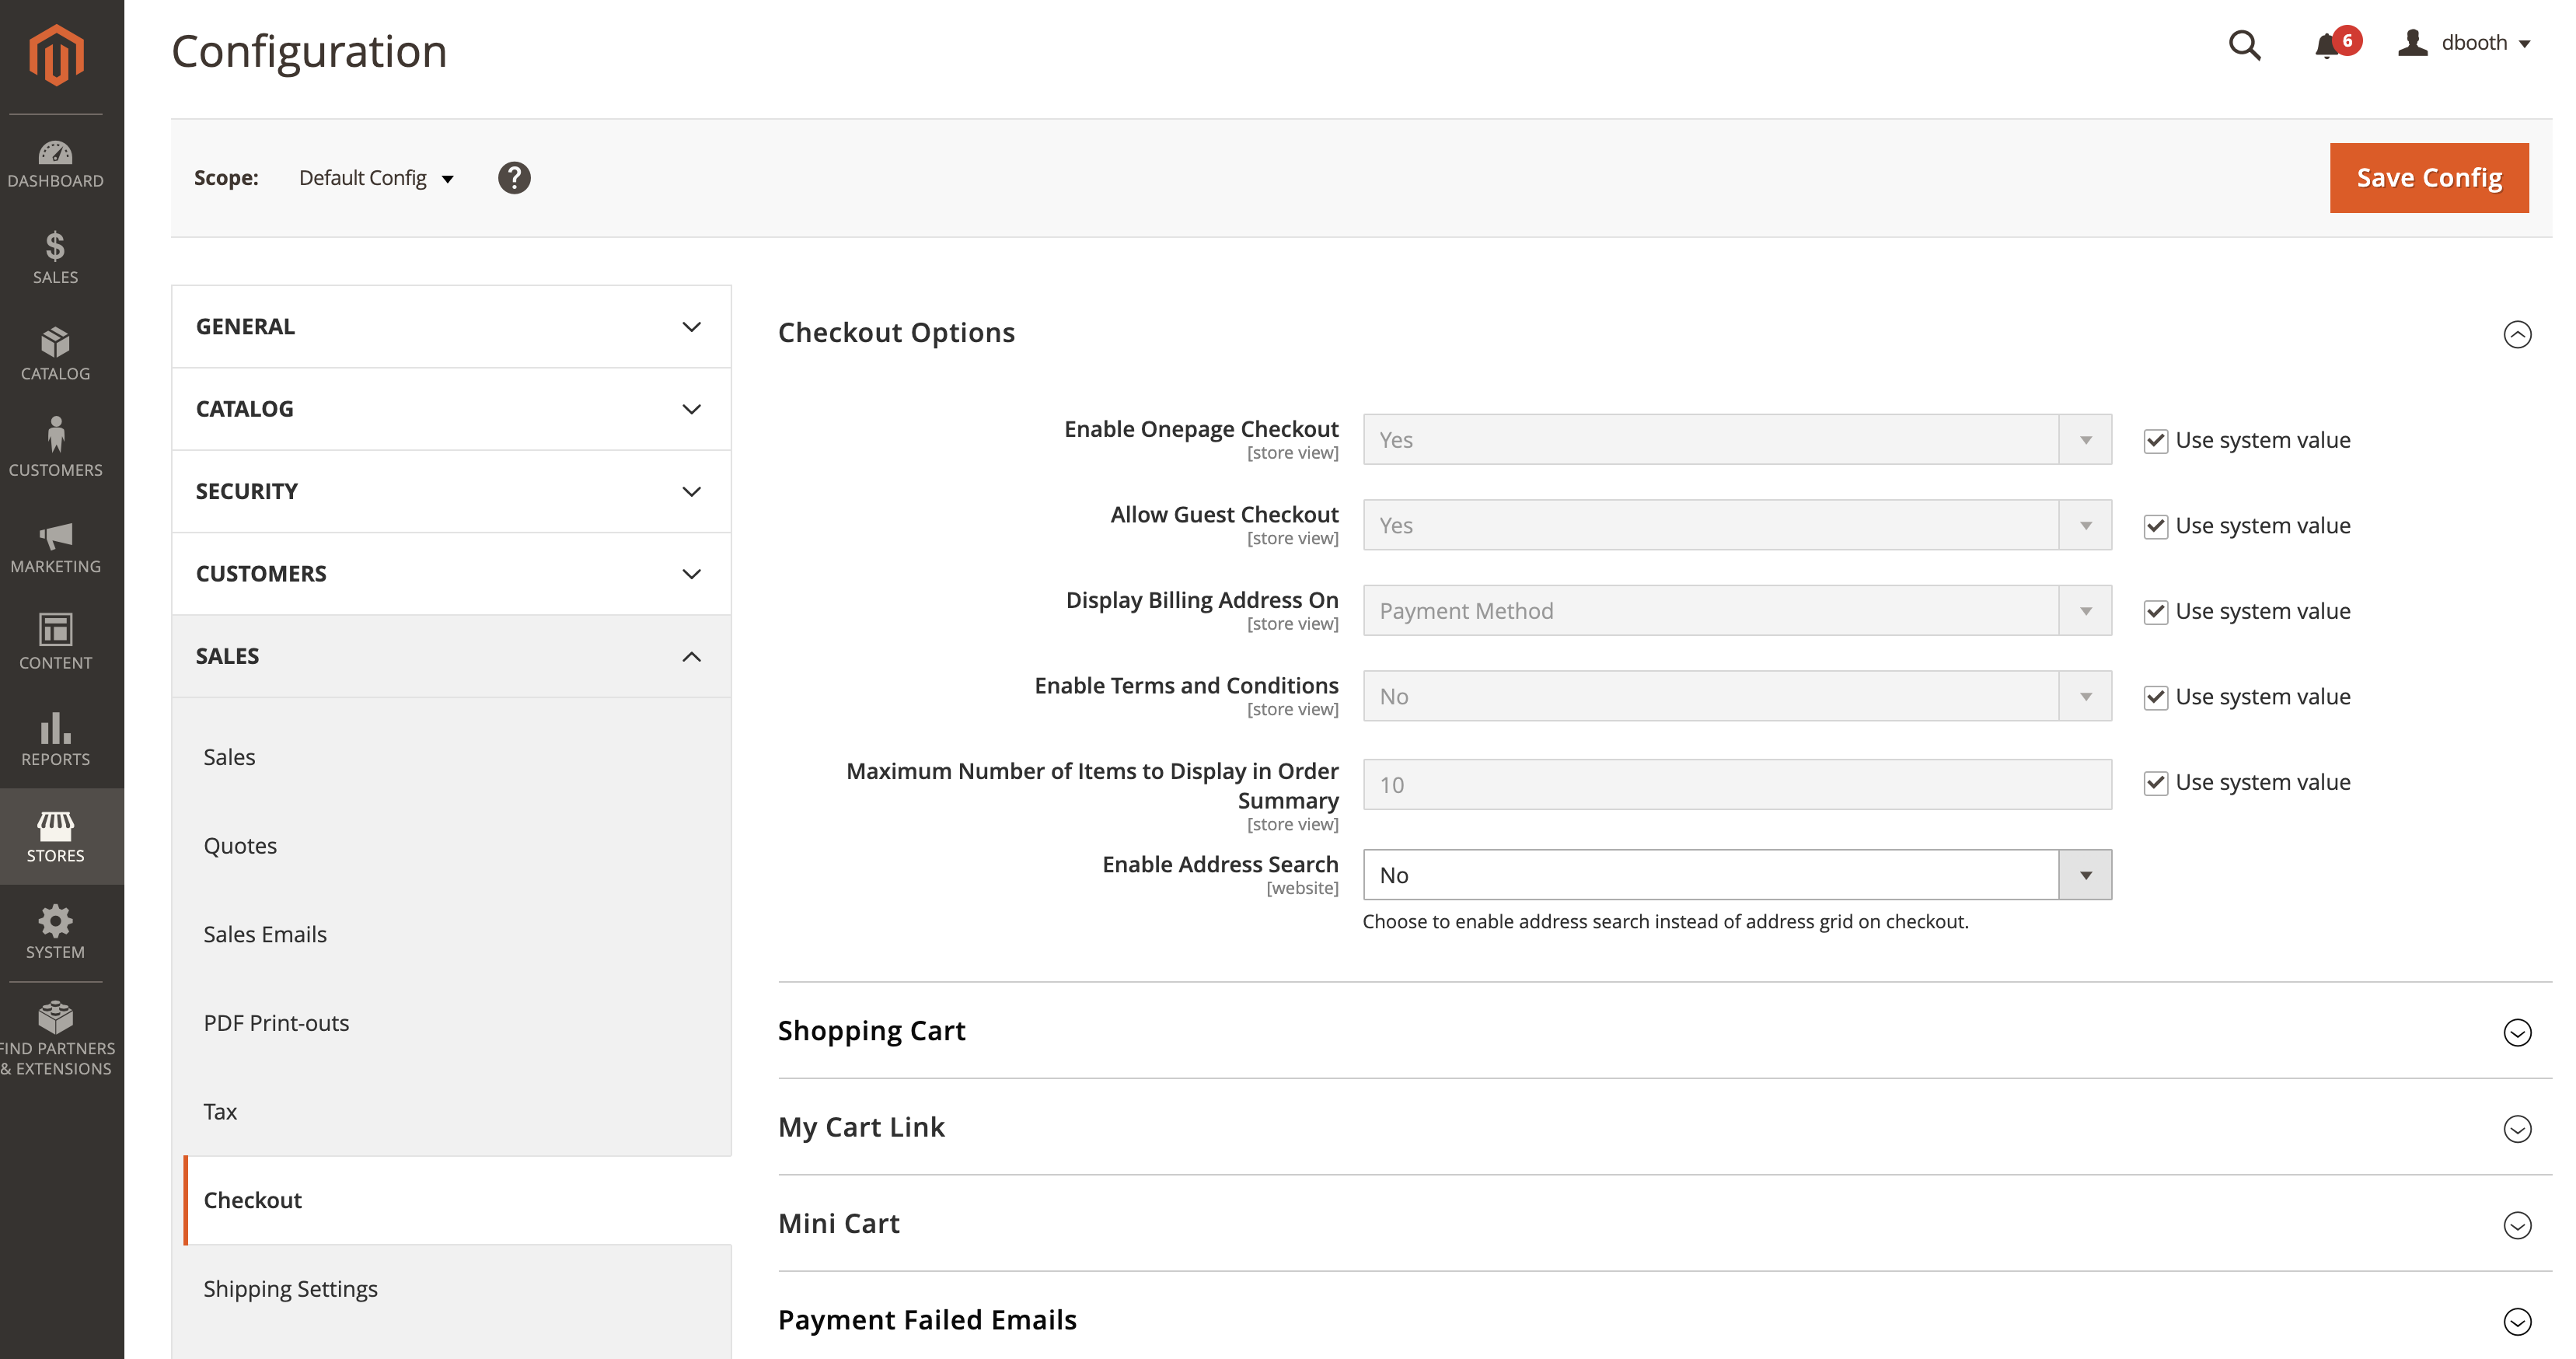 Configuration
6
dbooth
Scope: Default Config ?
Save Config
DASHBOARD
SALES
CATALOG
CUSTOMERS
MARKETING
CONTENT
REPORTS
STORES
SYSTEM
FIND PARTNERS
& EXTENSIONS
GENERAL
CATALOG
SECURITY
CUSTOMERS
SALES
Sales
Quotes
Sales Emails
PDF Print-outs
Tax
Checkout
Shipping Settings
Checkout Options
Enable Onepage Checkout Yes Use system value
[store view]
Allow Guest Checkout Yes Use system value
[store view]
Display Billing Address On Payment Method Use system value
[store view]
Enable Terms and Conditions No Use system value
[store view]
Maximum Number of Items to Display in Order
Summary 10 Use system value
[store view]
Enable Address Search No
[website]
Choose to enable address search instead of address grid on checkout.
Shopping Cart
My Cart Link
Mini Cart
Payment Failed Emails